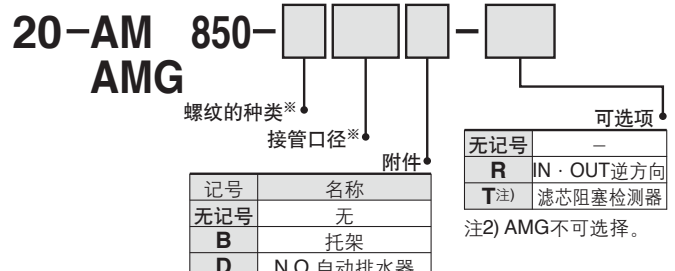 20-AM 850-
AMG
螺纹的种类※
接管口径※
附件
可选项
记号 名称
无记号 无
B 托架
D N.O.自动排水器
无记号 –
R IN · OUT逆方向
T注) 滤芯阻塞检测器
注2) AMG不可选择。